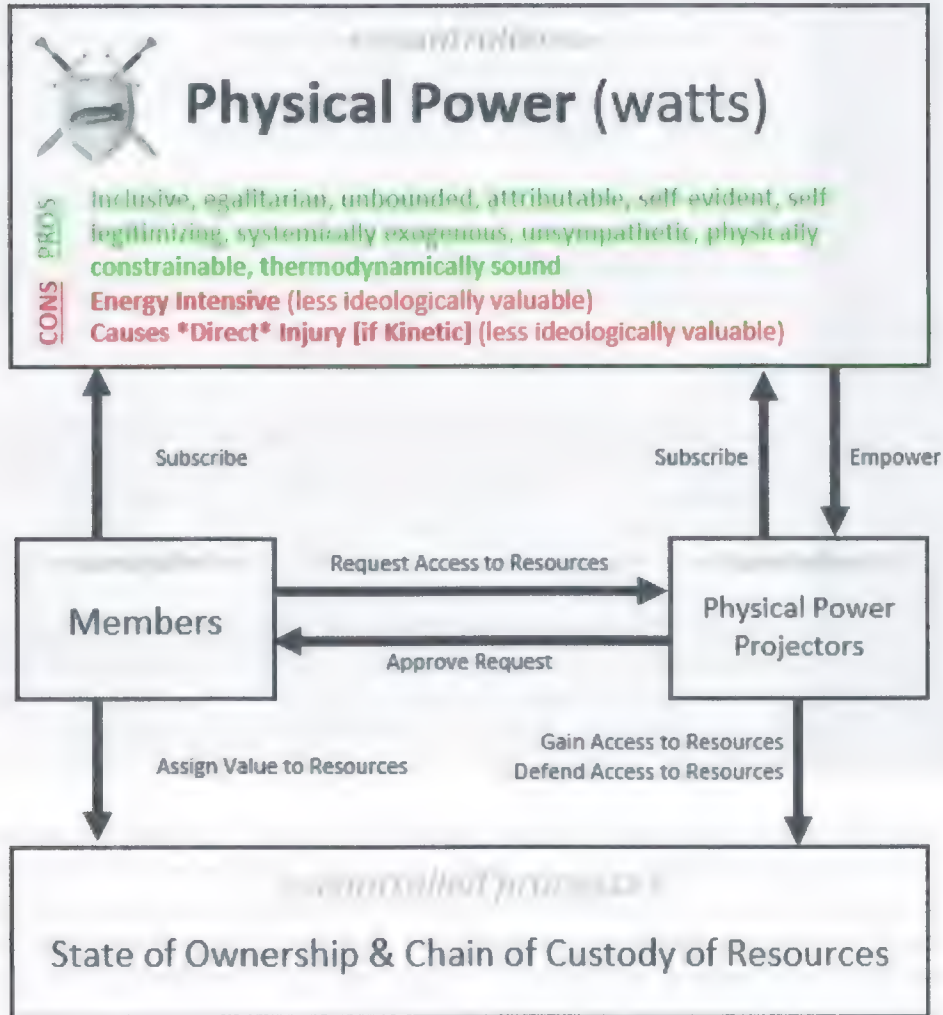 Physical Power (watts)
PROS
Inclusive, egalitarian, unbounded, attributable, self evident, self
legitimizing, systemically exogenous, unsympathetic, physically
constrainable, thermodynamically sound
CONS
Energy Intensive (less ideologically valuable)
Causes *Direct* Injury [if Kinetic] (less ideologically valuable)
Subscribe
Subscribe
Empower
Members
Request Access to Resources
Approve Request
Physical Power
Projectors
Assign Value to Resources
Gain Access to Resources
Defend Access to Resources
<<controlled process>>
State of Ownership & Chain of Custody of Resources